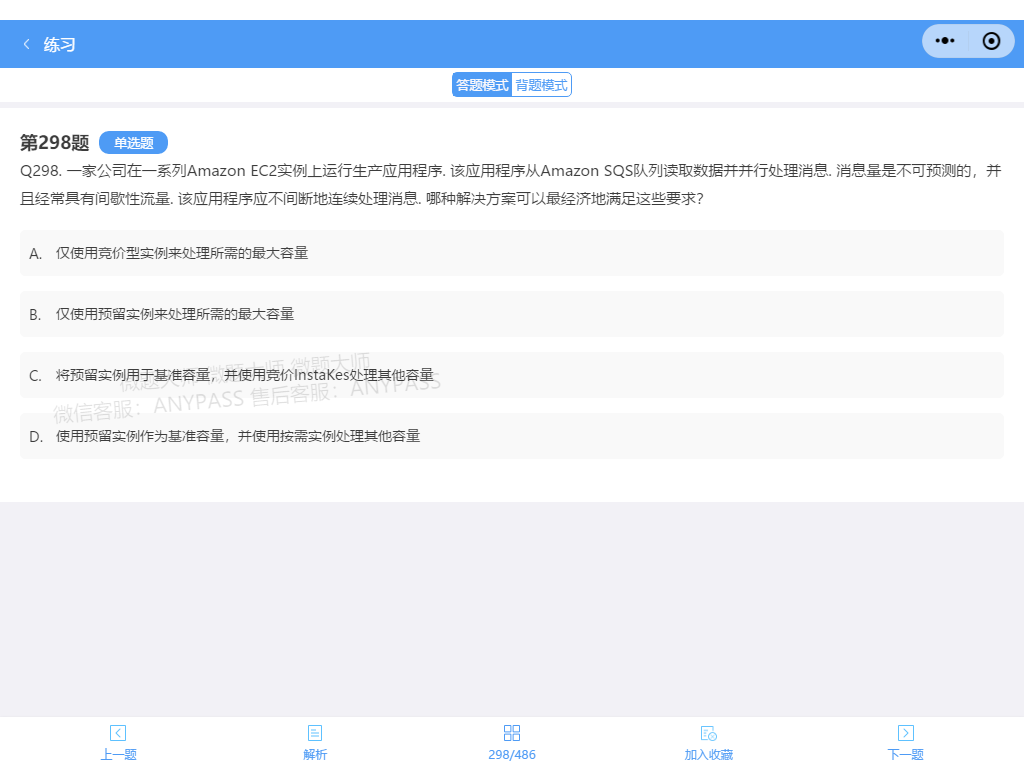 练习
答题模式 背题模式
第298题 单选题
Q298. 一家公司在一系列Amazon EC2实例上运行生产应用程序. 该应用程序从Amazon SQS队列读取数据并并行处理消息. 消息量是不可预测的，并
且经常具有间歇性流量. 该应用程序应不间断地连续处理消息. 哪种解决方案可以最经济地满足这些要求?
A. 仅使用竞价型实例来处理所需的最大容量
B. 仅使用预留实例来处理所需的最大容量
微题大师 微题大师 微题大师
C. 将预留实例用于基准容量，并使用竞价InstaKes处理其他容量
微信客服：ANYPASS 售后客服：ANYPASS
D. 使用预留实例作为基准容量，并使用按需实例处理其他容量
上一题 解析 298/486 加入收藏 下一题